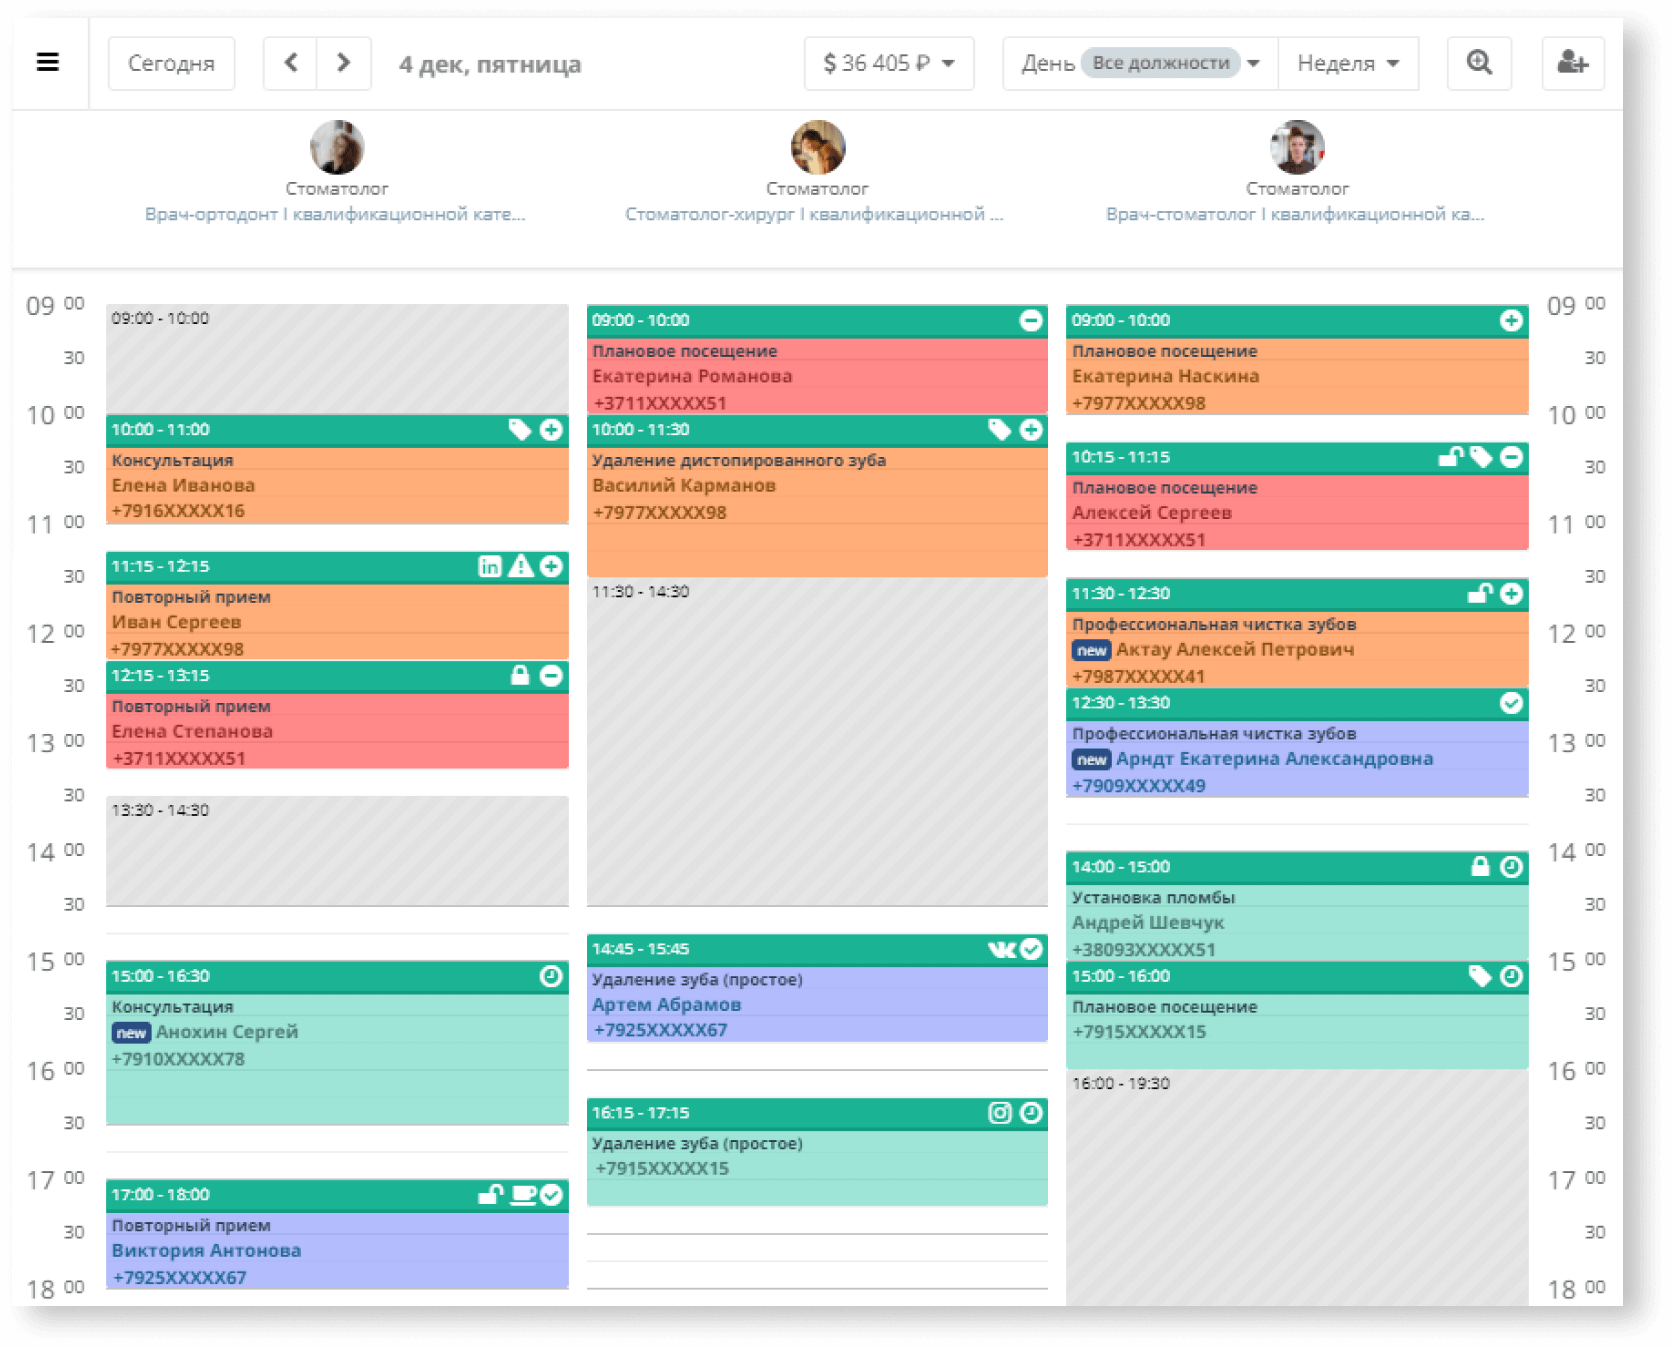 Сегодня
4 дек, пятница
$ 36 405 ₽
День Все должности
Неделя
Стоматолог
Врач-ортодонт I квалификационной кате...
Стоматолог
Стоматолог-хирург I квалификационной ...
Стоматолог
Врач-стоматолог I квалификационной ка...
09 00
30
10 00
30
11 00
30
12 00
30
13 00
30
14 00
30
15 00
30
16 00
30
17 00
30
18 00
09:00 - 10:00
10:00 - 11:00
Консультация
Елена Иванова
+7916XXXXX16
11:15 - 12:15
in
Повторный прием
Иван Сергеев
+7977XXXXX98
12:15 - 13:15
Повторный прием
Елена Степанова
+3711XXXXX51
13:30 - 14:30
15:00 - 16:30
Консультация
new Анохин Сергей
+7910XXXXX78
17:00 - 18:00
Повторный прием
Виктория Антонова
+7925XXXXX67
09:00 - 10:00
Плановое посещение
Екатерина Романова
+3711XXXXX51
10:00 - 11:30
Удаление дистопированного зуба
Василий Карманов
+7977XXXXX98
11:30 - 14:30
14:45 - 15:45
Удаление зуба (простое)
Артем Абрамов
+7925XXXXX67
16:15 - 17:15
Удаление зуба (простое)
+7915XXXXX15
09:00 - 10:00
Плановое посещение
Екатерина Наскина
+7977XXXXX98
10:15 - 11:15
Плановое посещение
Алексей Сергеев
+3711XXXXX51
11:30 - 12:30
Профессиональная чистка зубов
new Актау Алексей Петрович
+7987XXXXX41
12:30 - 13:30
Профессиональная чистка зубов
new Арндт Екатерина Александровна
+7909XXXXX49
14:00 - 15:00
Установка пломбы
Андрей Шевчук
+38093XXXXX51
15:00 - 16:00
Плановое посещение
+7915XXXXX15
16:00 - 19:30
09 00
30
10 00
30
11 00
30
12 00
30
13 00
30
14 00
30
15 00
30
16 00
30
17 00
30
18 00